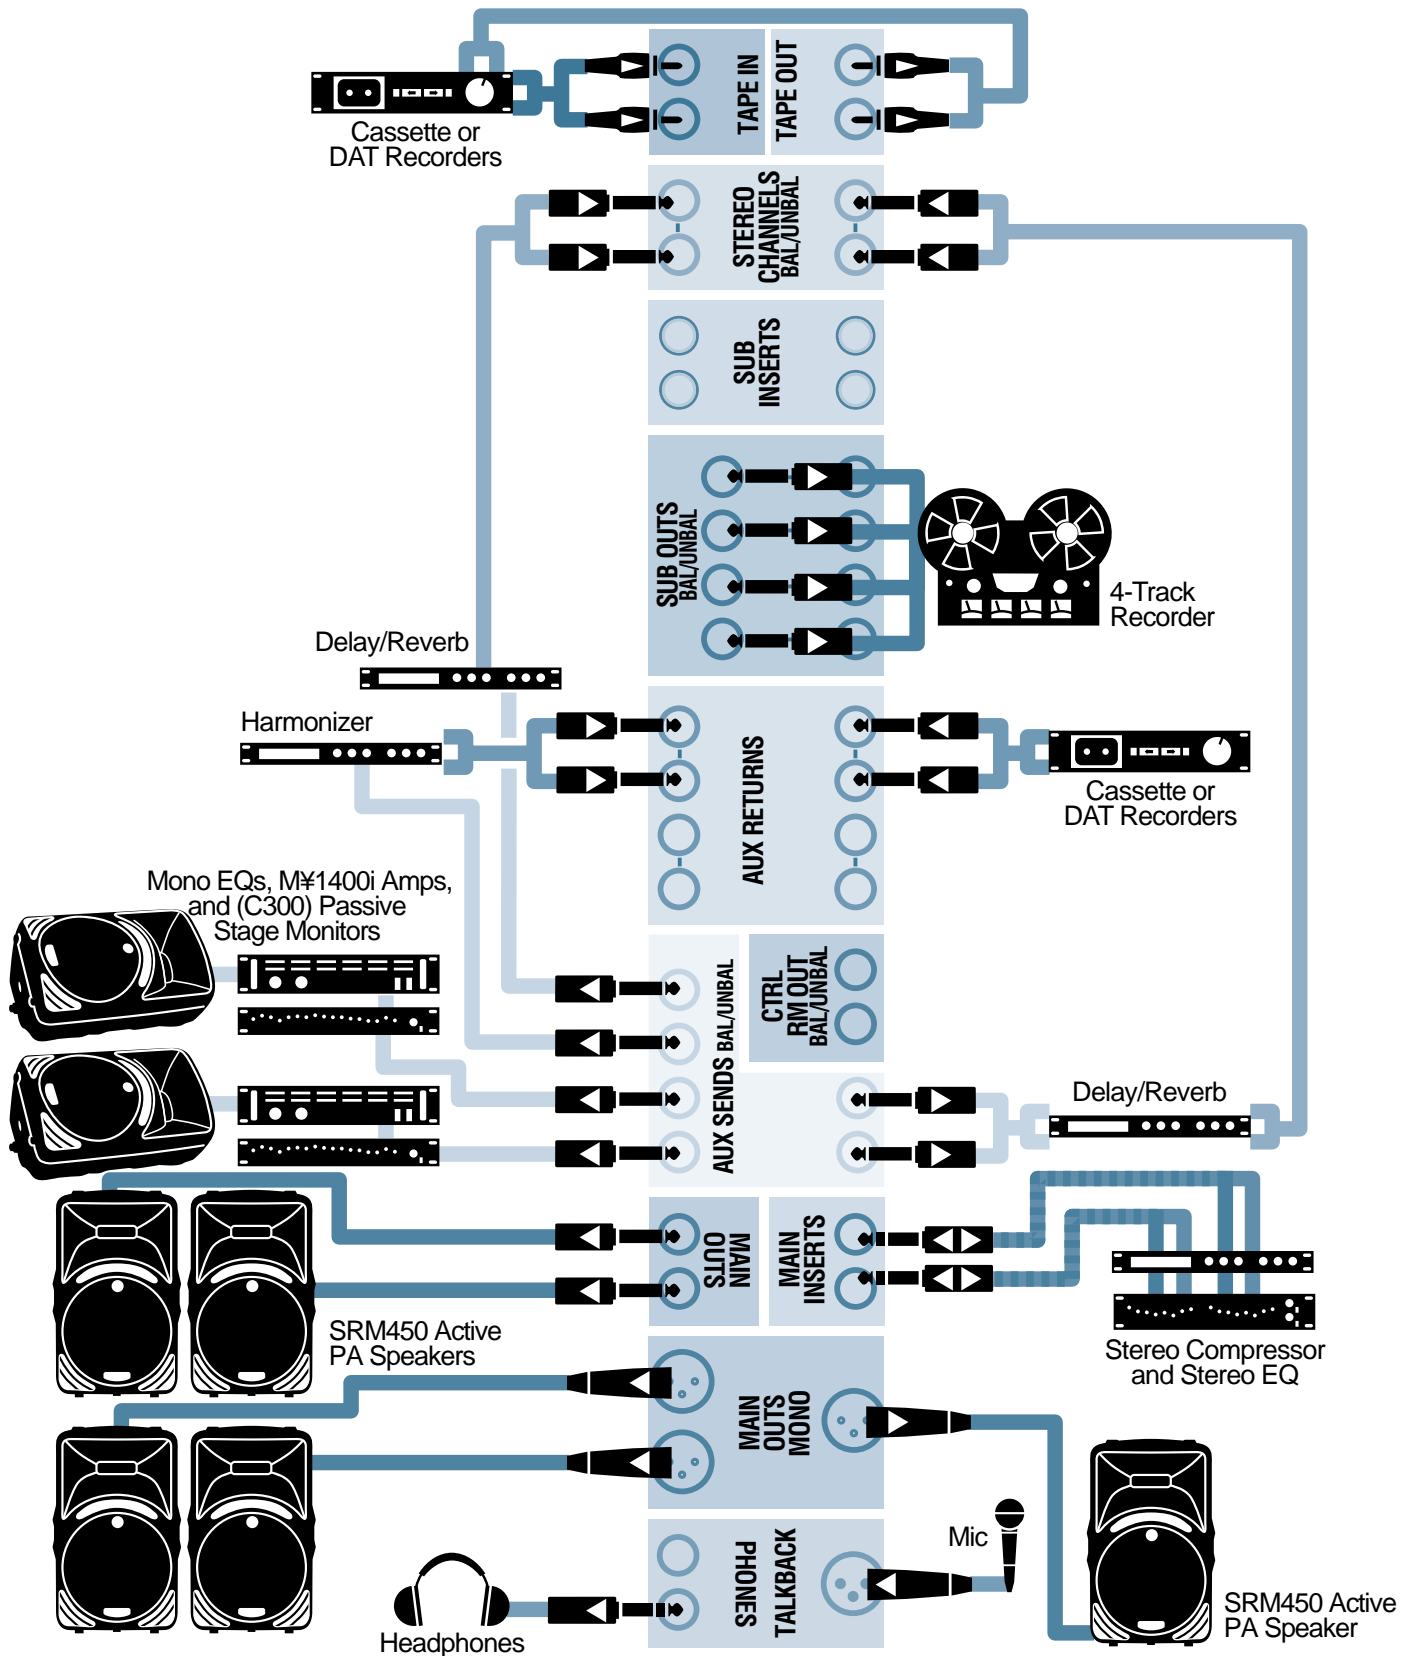 TAPE IN
TAPE OUT
Cassette or
DAT Recorders
STEREO
CHANNELS
BAL/UNBAL
SUB
INSERTS
SUB OUTS
BAL/UNBAL
4-Track
Recorder
Delay/Reverb
Harmonizer
AUX RETURNS
Cassette or
DAT Recorders
Mono EQs, M¥1400i Amps,
and (C300) Passive
Stage Monitors
CTRL
RM OUT
BAL/UNBAL
AUX SENDS BAL/UNBAL
Delay/Reverb
MAIN
OUTS
MAIN
INSERTS
SRM450 Active
PA Speakers
Stereo Compressor
and Stereo EQ
MAIN
OUTS
MONO
PHONES
TALKBACK
Mic
Headphones
SRM450 Active
PA Speaker